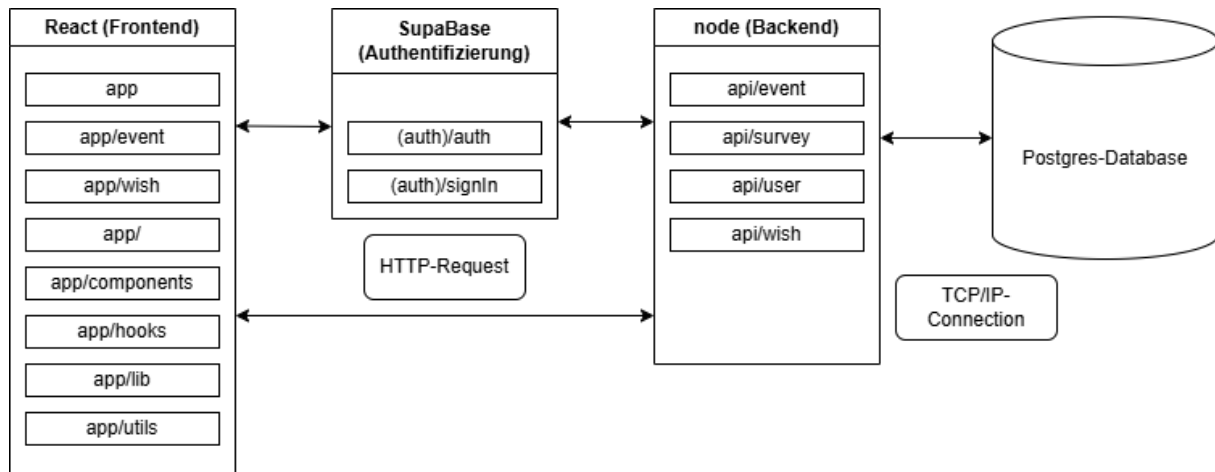 React (Frontend)
app
app/event
app/wish
app/
app/components
app/hooks
app/lib
app/utils
SupaBase
(Authentifizierung)
(auth)/auth
(auth)/signIn
HTTP-Request
node (Backend)
api/event
api/survey
api/user
api/wish
Postgres-Database
TCP/IP-
Connection